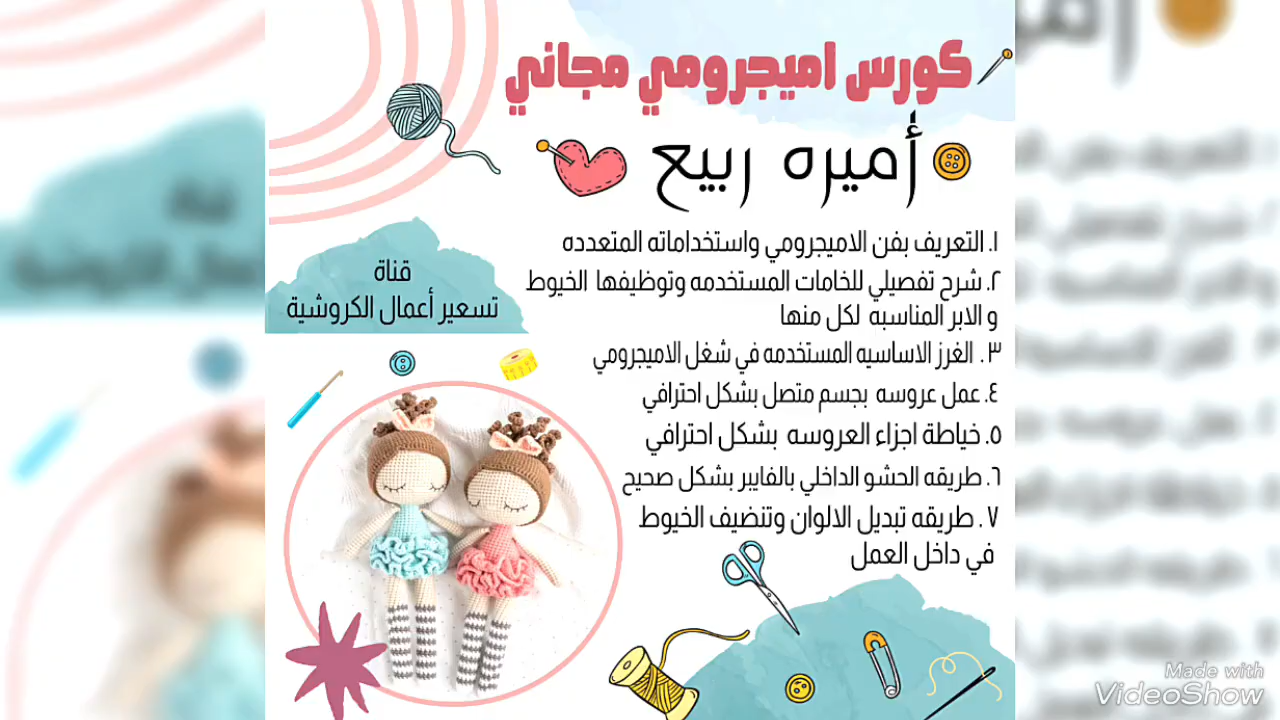 كورس اميجرومي مجاني
أميره ربيع
١. التعريف بفن الاميجرومي واستخداماته المتعدده
٢. شرح تفصيلي للخامات المستخدمه وتوظيفها الخيوط
و الابر المناسبه لكل منها
٣. الغرز الاساسيه المستخدمه في شغل الاميجرومي
٤. عمل عروسه بجسم متصل بشكل احترافي
٥. خياطة اجزاء العروسه بشكل احترافي
٦. طريقه الحشو الداخلي بالفايبر بشكل صحيح
٧. طريقه تبديل الالوان وتنضيف الخيوط
في داخل العمل
قناة
تسعير أعمال الكروشية
Made with
VideoShow